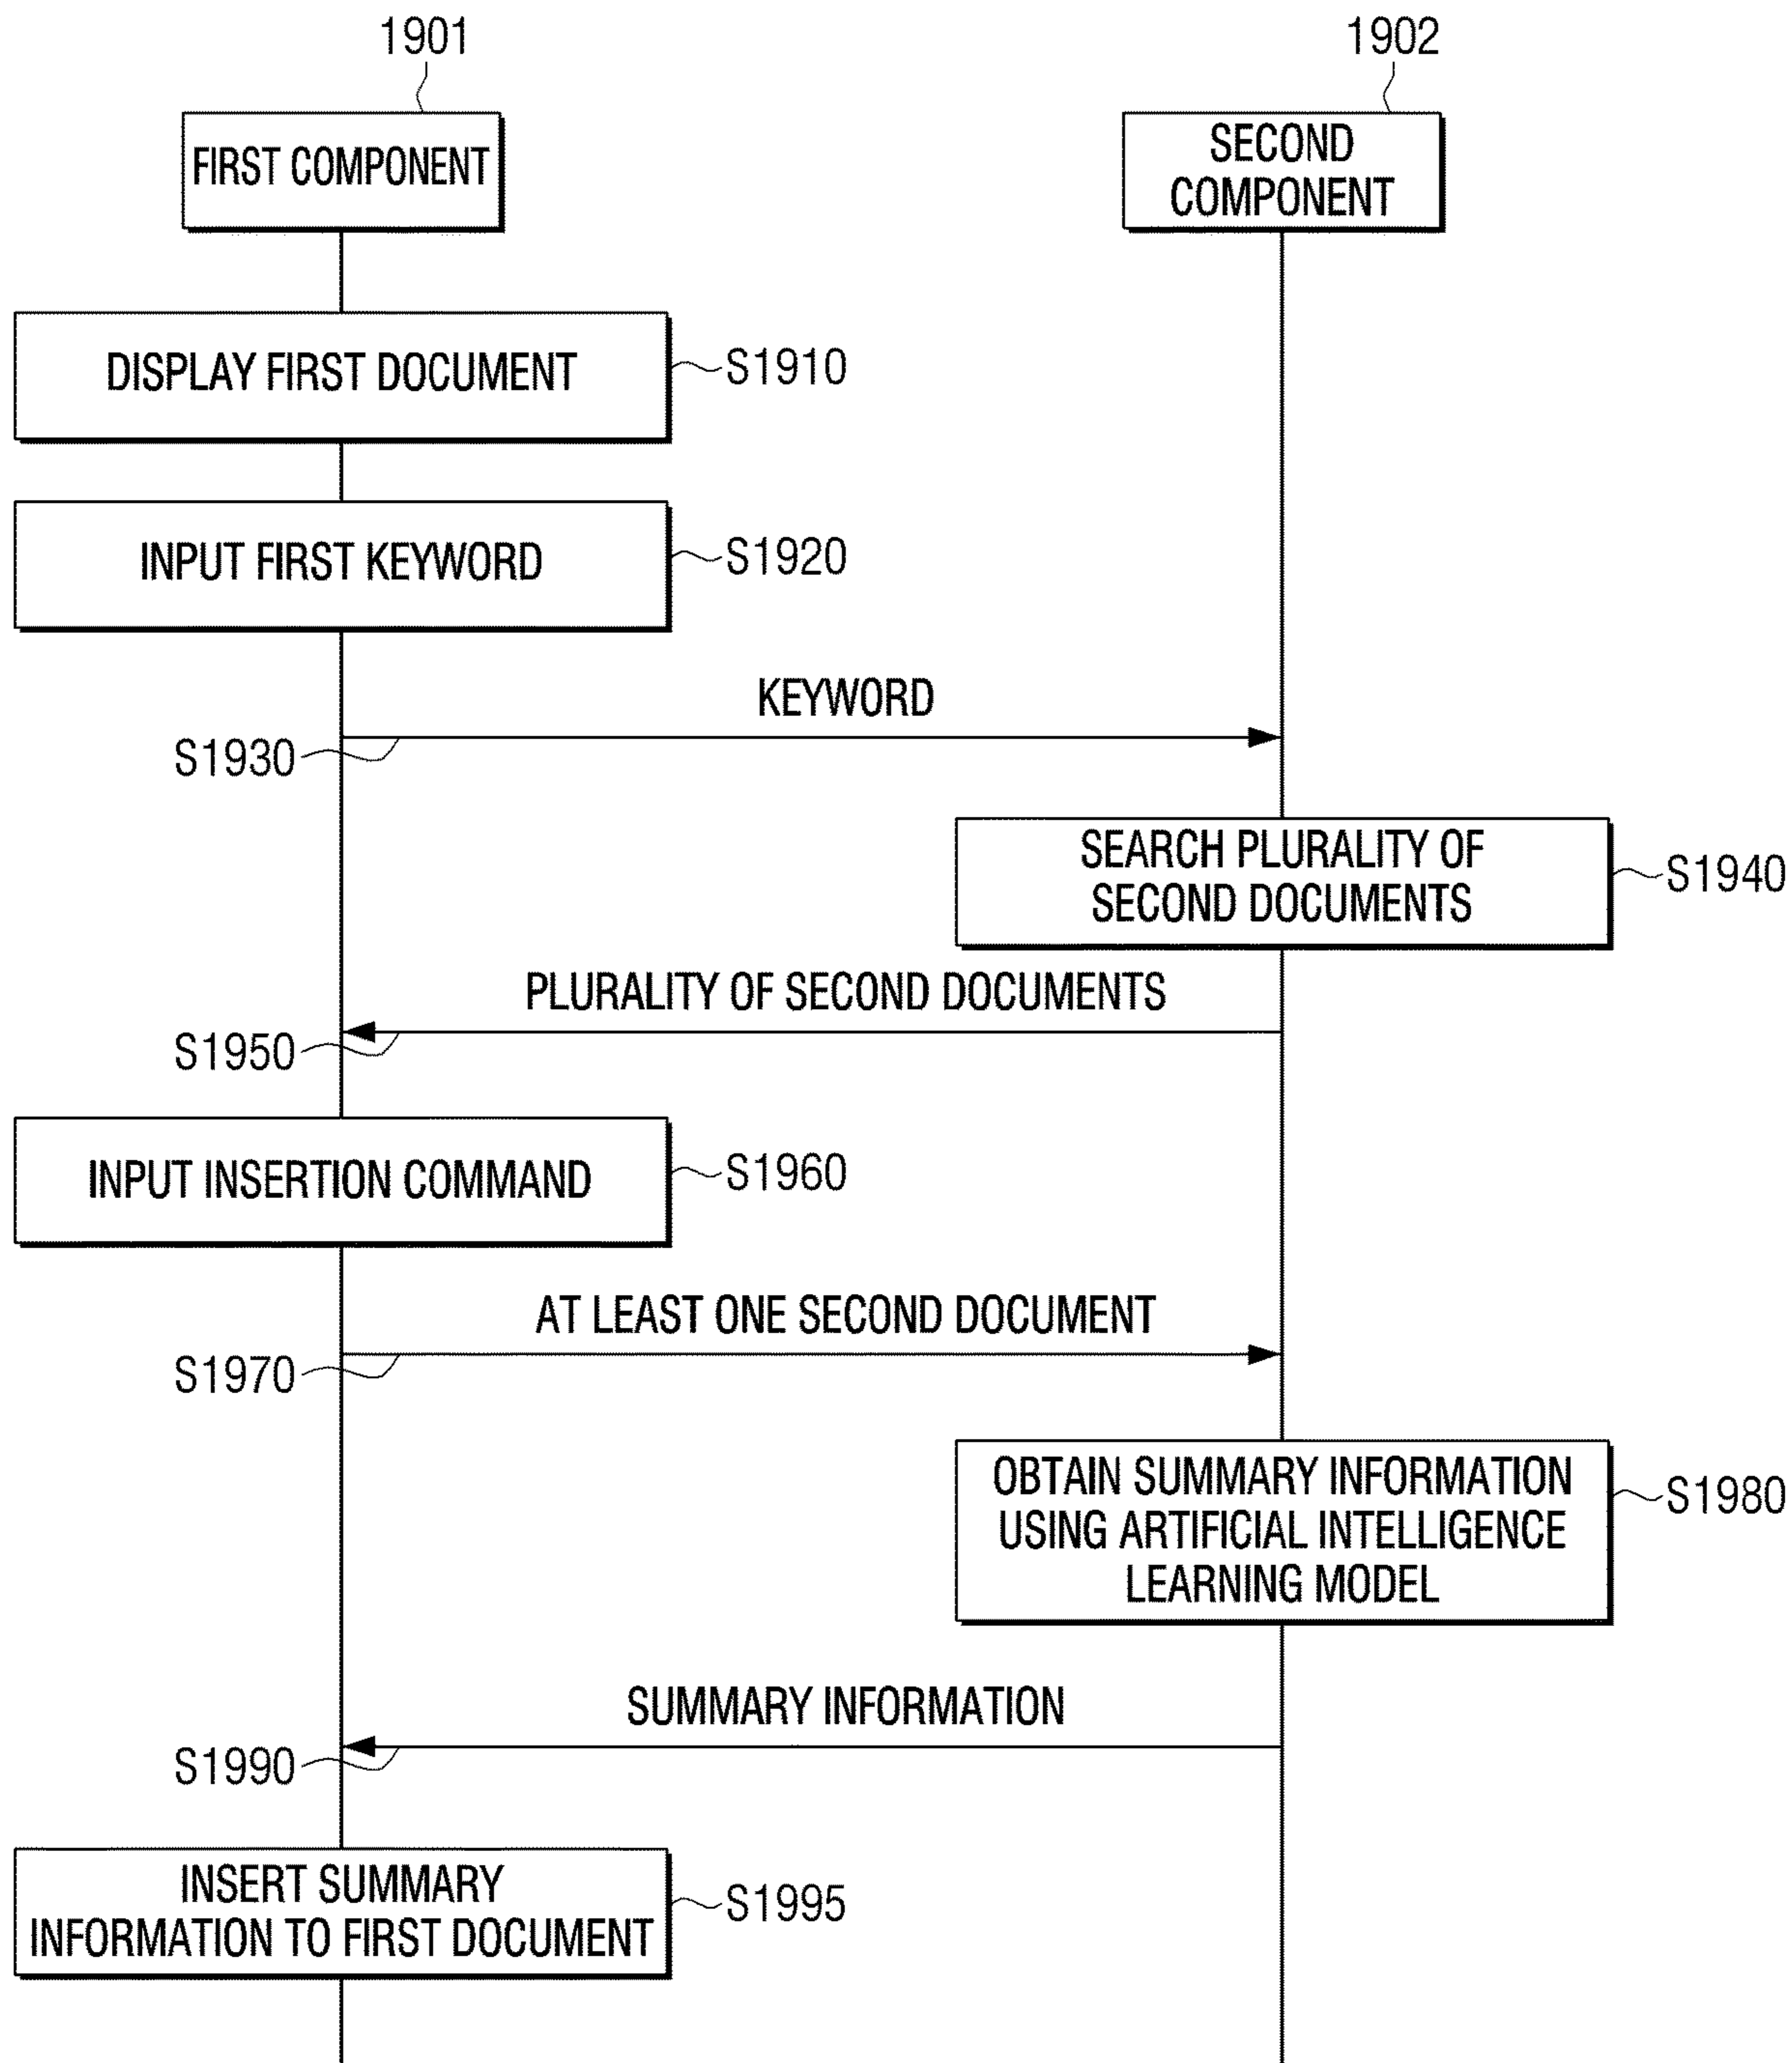 1901
1902
FIRST COMPONENT
SECOND
COMPONENT
DISPLAY FIRST DOCUMENT
S1910
INPUT FIRST KEYWORD
S1920
KEYWORD
S1930
SEARCH PLURALITY OF
SECOND DOCUMENTS
S1940
PLURALITY OF SECOND DOCUMENTS
S1950
INPUT INSERTION COMMAND
S1960
AT LEAST ONE SECOND DOCUMENT
S1970
OBTAIN SUMMARY INFORMATION
USING ARTIFICIAL INTELLIGENCE
LEARNING MODEL
S1980
SUMMARY INFORMATION
S1990
INSERT SUMMARY
INFORMATION TO FIRST DOCUMENT
S1995